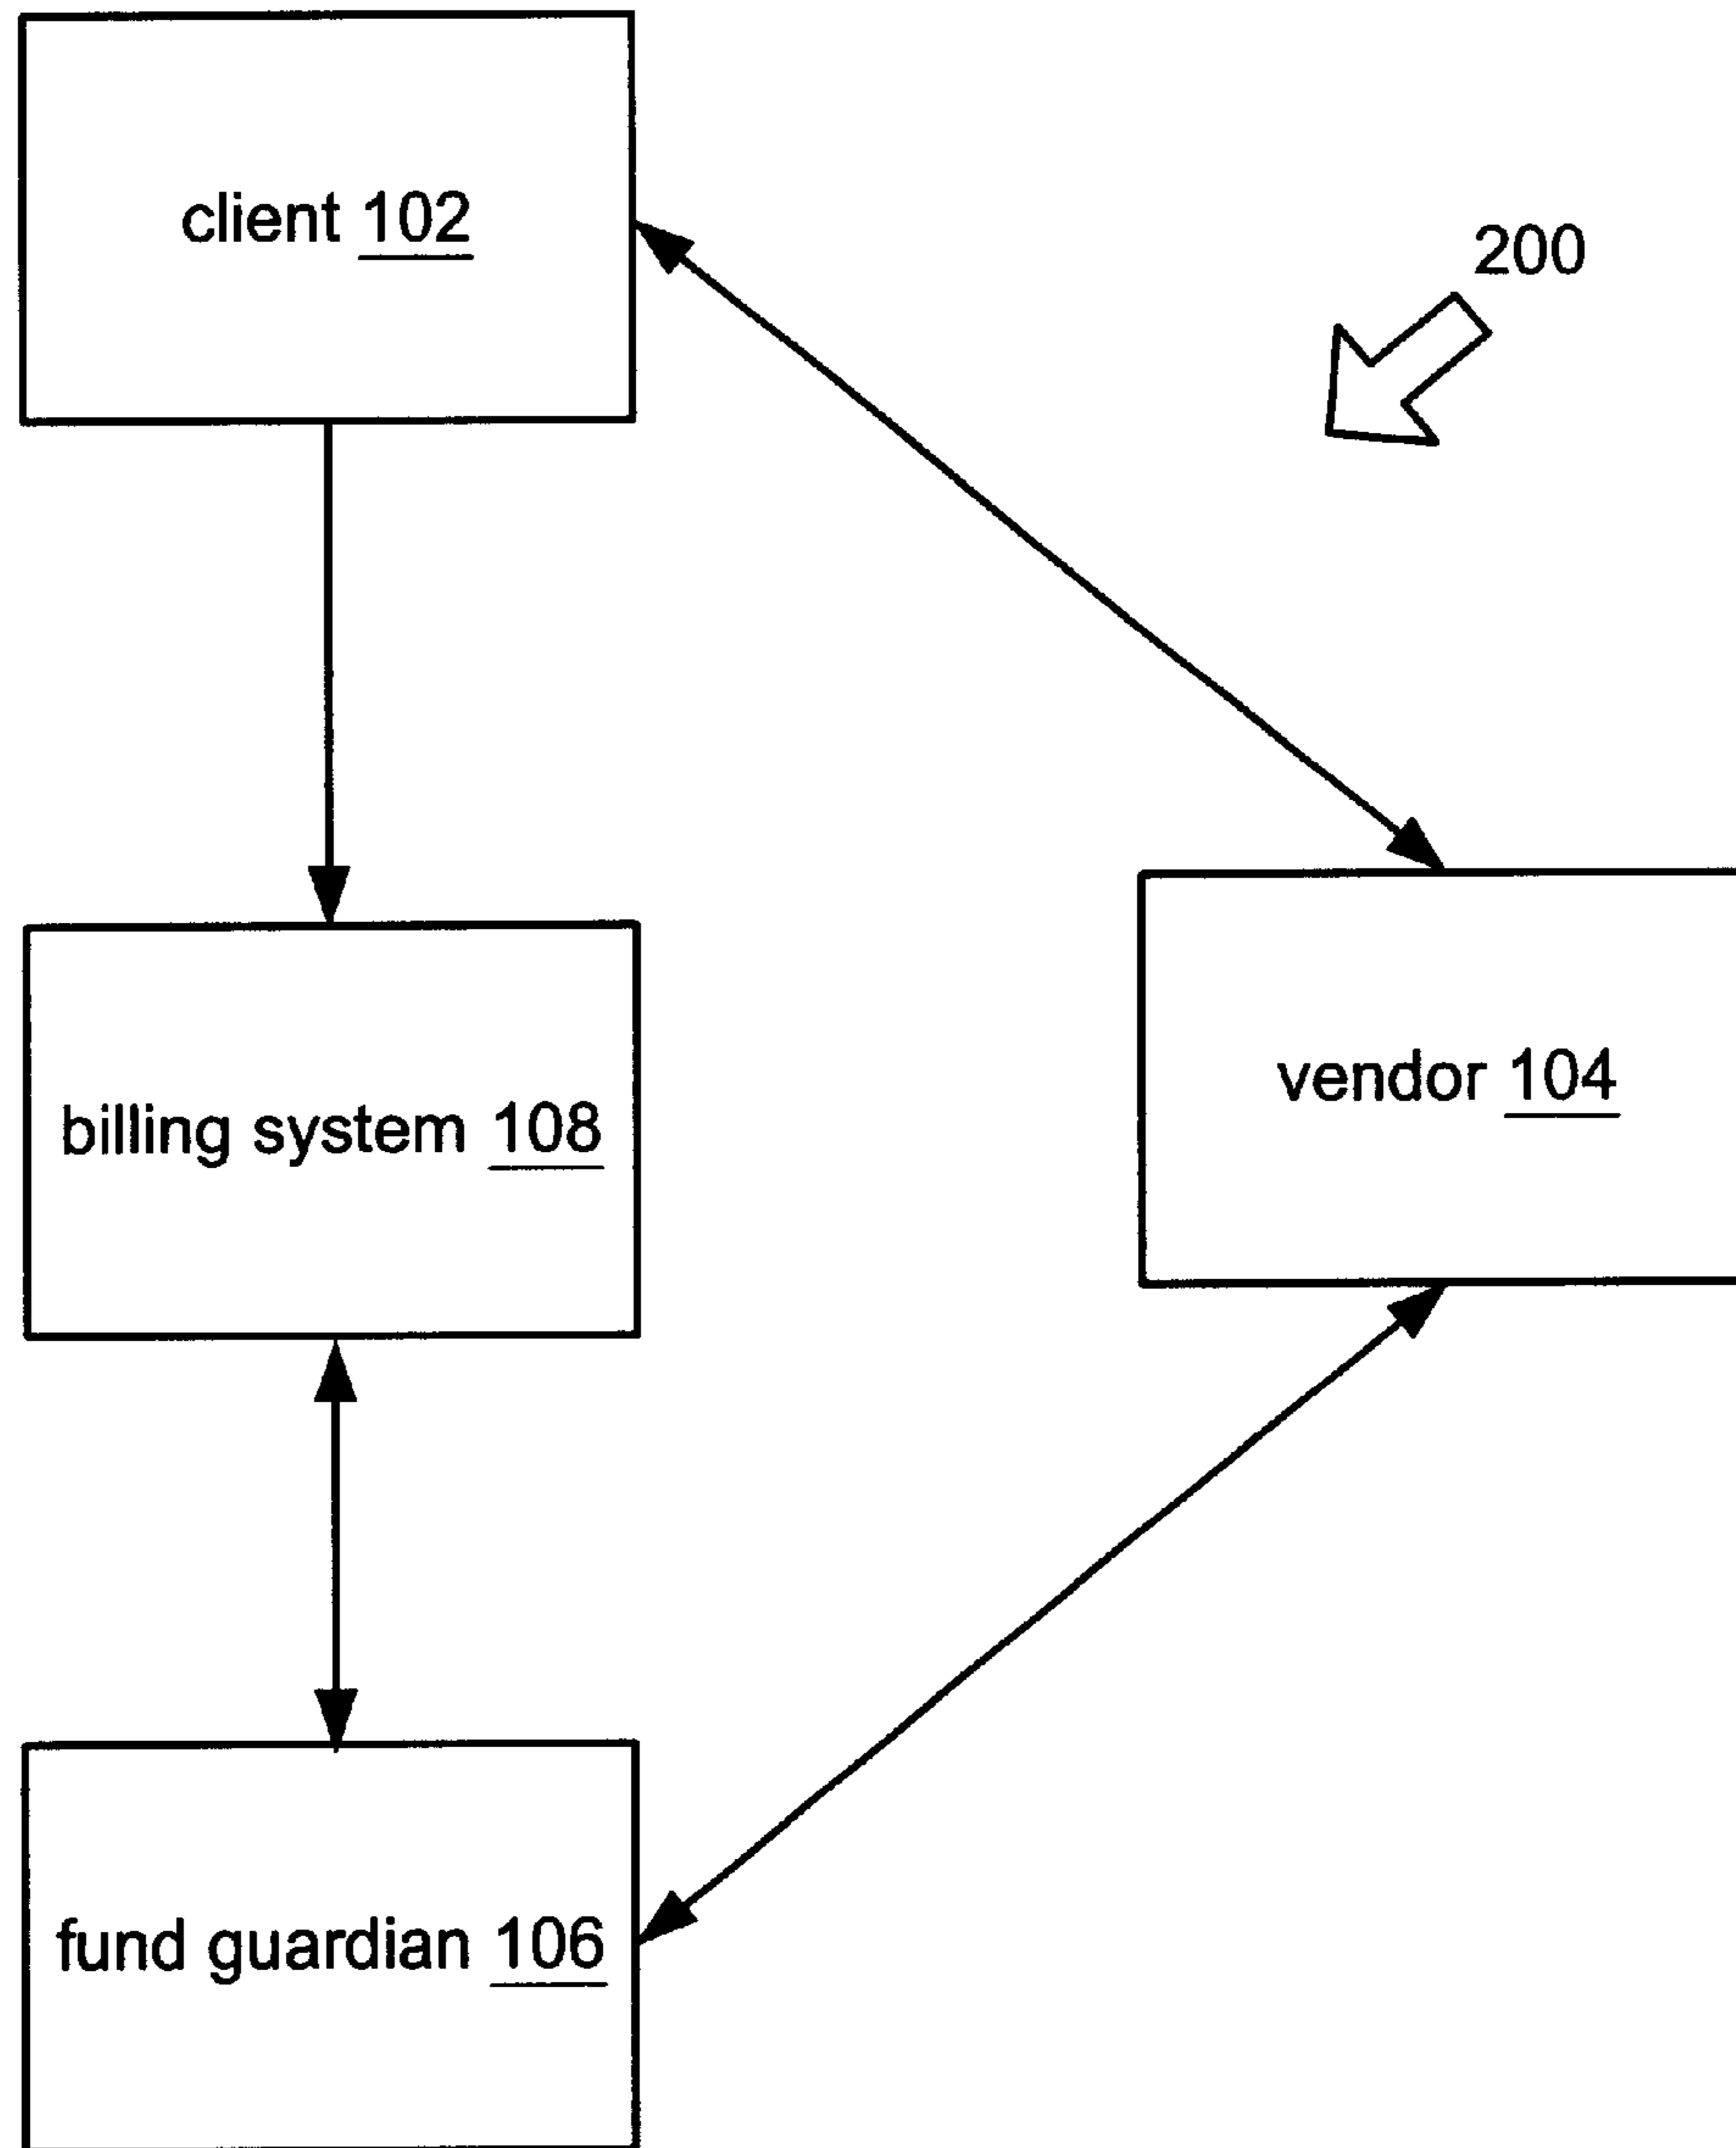 client 102
200
vendor 104
billing system 108
fund guardian 106